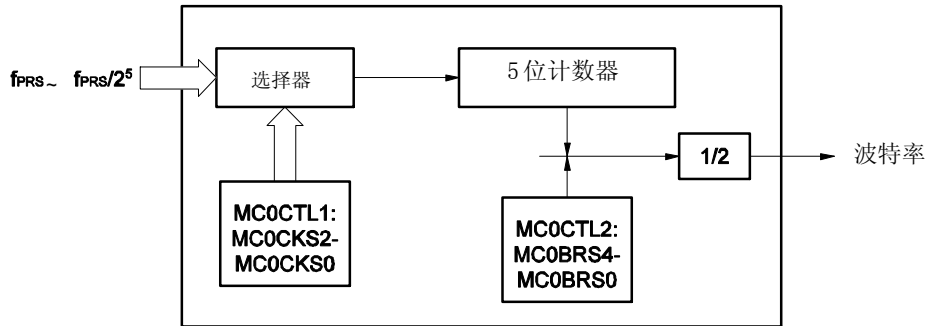 fPRS~ fPRS/2⁵
选择器
5位计数器
1/2
波特率
MC0CTL1:
MC0CKS2-
MC0CKS0
MC0CTL2:
MC0BRS4-
MC0BRS0